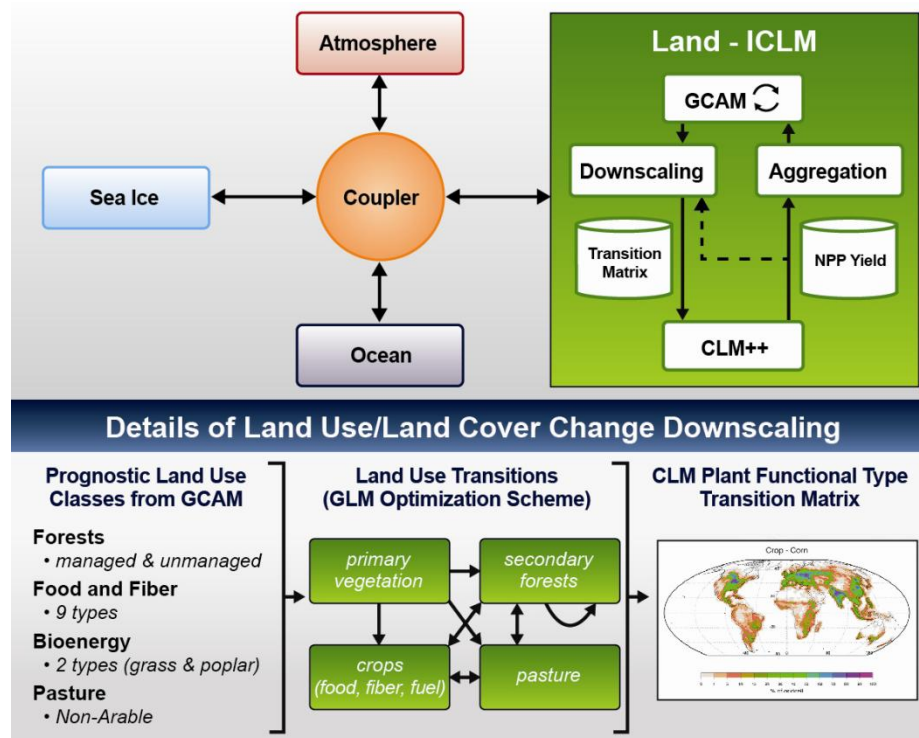 Atmosphere
Land - ICLM
GCAM
Downscaling
Aggregation
Sea Ice
Coupler
Transition
Matrix
NPP Yield
Ocean
CLM++
Details of Land Use/Land Cover Change Downscaling
Prognostic Land Use
Classes from GCAM
Forests
• managed & unmanaged
Food and Fiber
• 9 types
Bioenergy
• 2 types (grass & poplar)
Pasture
• Non-Arable
Land Use Transitions
(GLM Optimization Scheme)
primary
vegetation
secondary
forests
crops
(food, fiber, fuel)
pasture
CLM Plant Functional Type
Transition Matrix
Crop - Corn